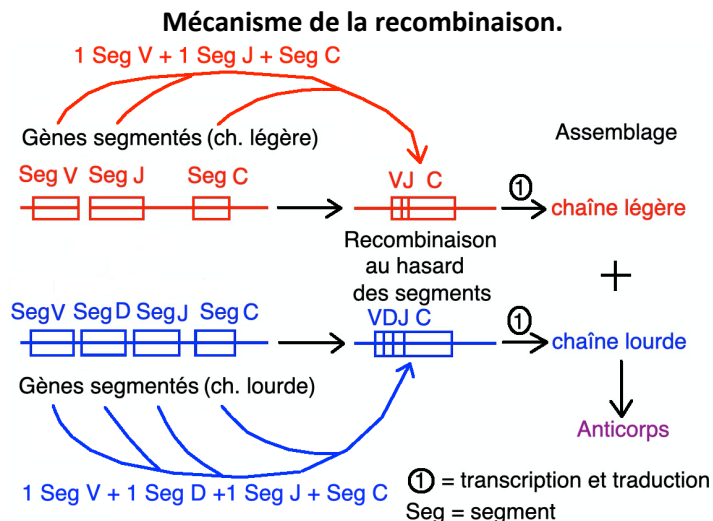 Mécanisme de la recombinaison.
1 Seg V + 1 Seg J + Seg C
Gènes segmentés (ch. légère)
Assemblage
Seg V Seg J Seg C
VJ C
1
chaîne légère
Recombinaison
au hasard
des segments
+
SegV Seg D SegJ Seg C
VDJ C
1
chaîne lourde
Gènes segmentés (ch. lourde)
Anticorps
1 Seg V + 1 Seg D +1 Seg J + Seg C
1 = transcription et traduction
Seg = segment